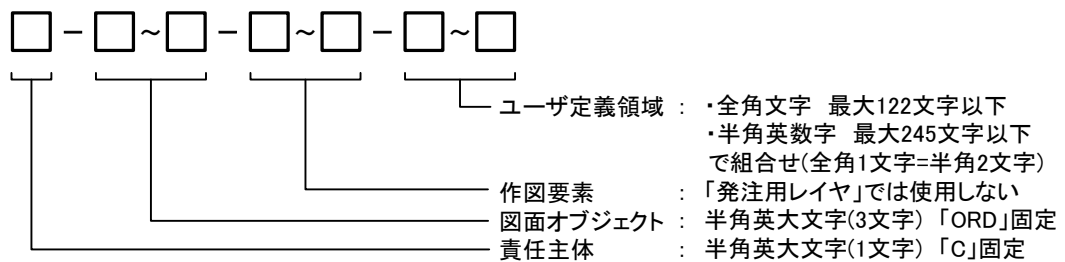 □-□~□-□~□-□~□
ユーザ定義領域 : ・全角文字 最大122文字以下
・半角英数字 最大245文字以下
で組合せ(全角1文字=半角2文字)
作図要素 : 「発注用レイヤ」では使用しない
図面オブジェクト : 半角英大文字(3文字) 「ORD」固定
責任主体 : 半角英大文字(1文字) 「C」固定